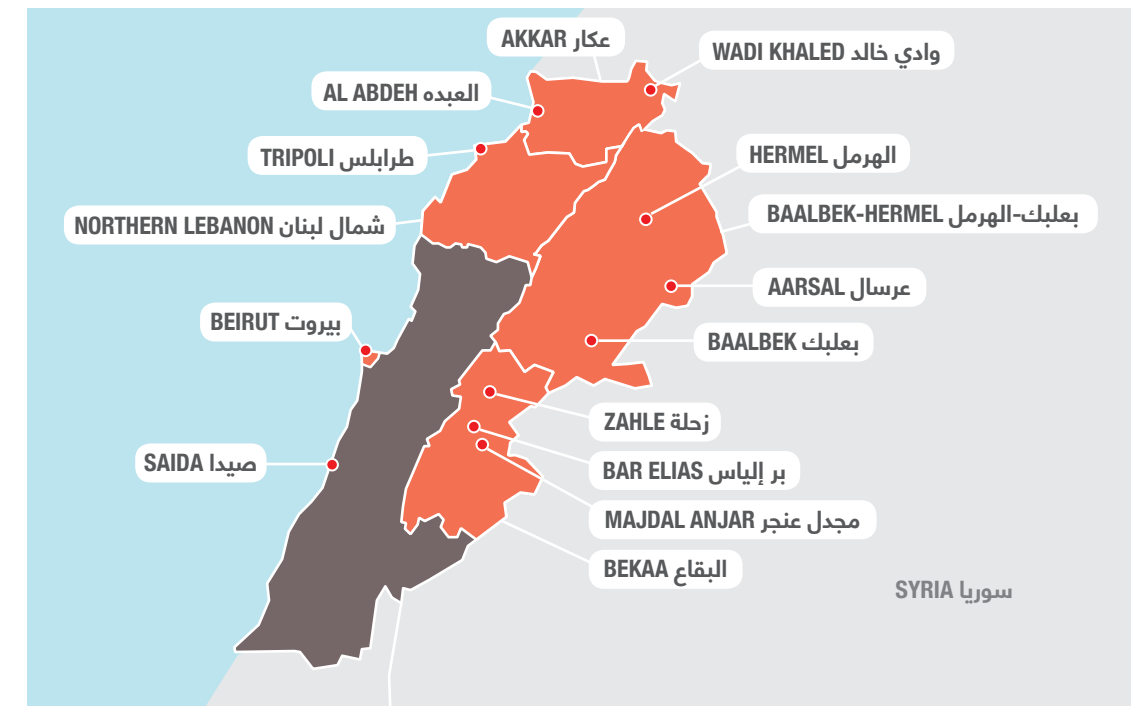 عكار AKKAR
وادي خالد WADI KHALED
العبده AL ABDEH
طرابلس TRIPOLI
الهرمل HERMEL
شمال لبنان NORTHERN LEBANON
بعلبك-الهرمل BAALBEK-HERMEL
عرسال AARSAL
بيروت BEIRUT
بعلبك BAALBEK
زحلة ZAHLE
صيدا SAIDA
بر إلياس BAR ELIAS
مجدل عنجر MAJDAL ANJAR
البقاع BEKAA
سوريا SYRIA